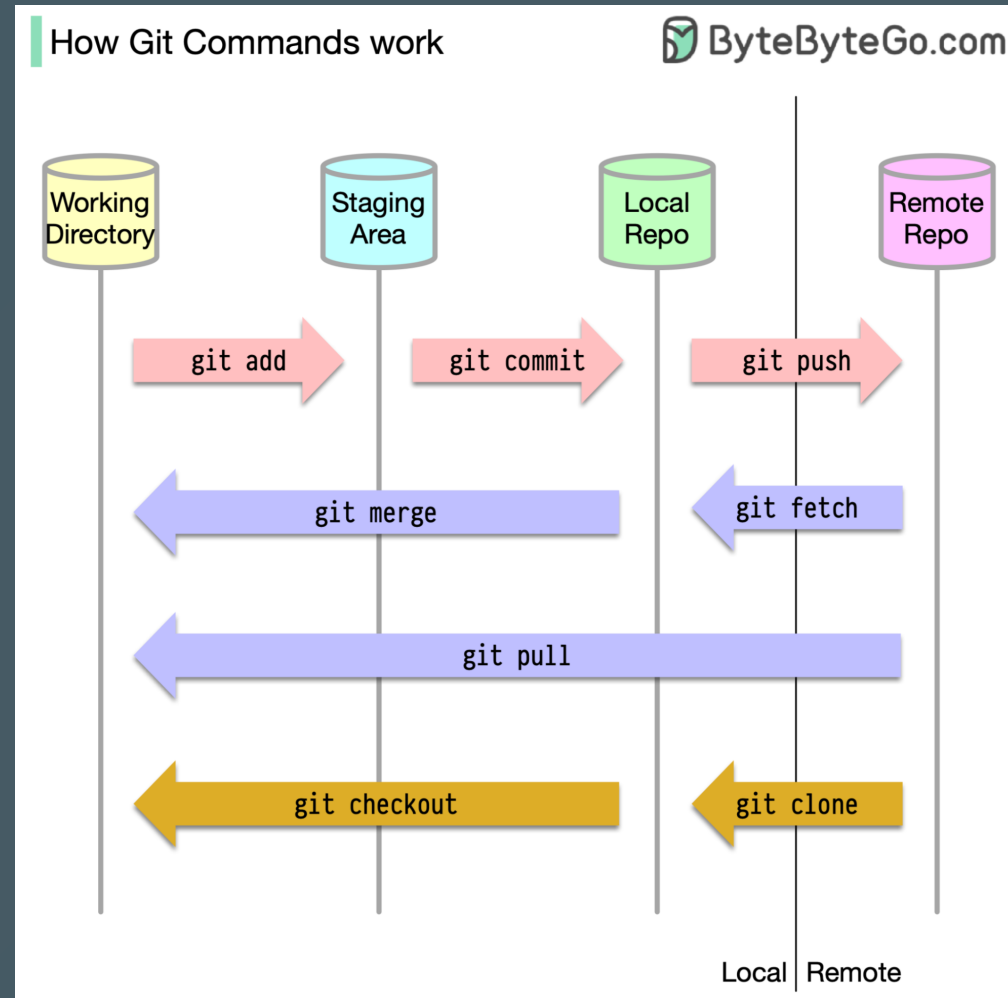 How Git Commands work
ByteByteGo.com
Working
Directory
Staging
Area
Local
Repo
Remote
Repo
git add
git commit
git push
git merge
git fetch
git pull
git checkout
git clone
Local
Remote